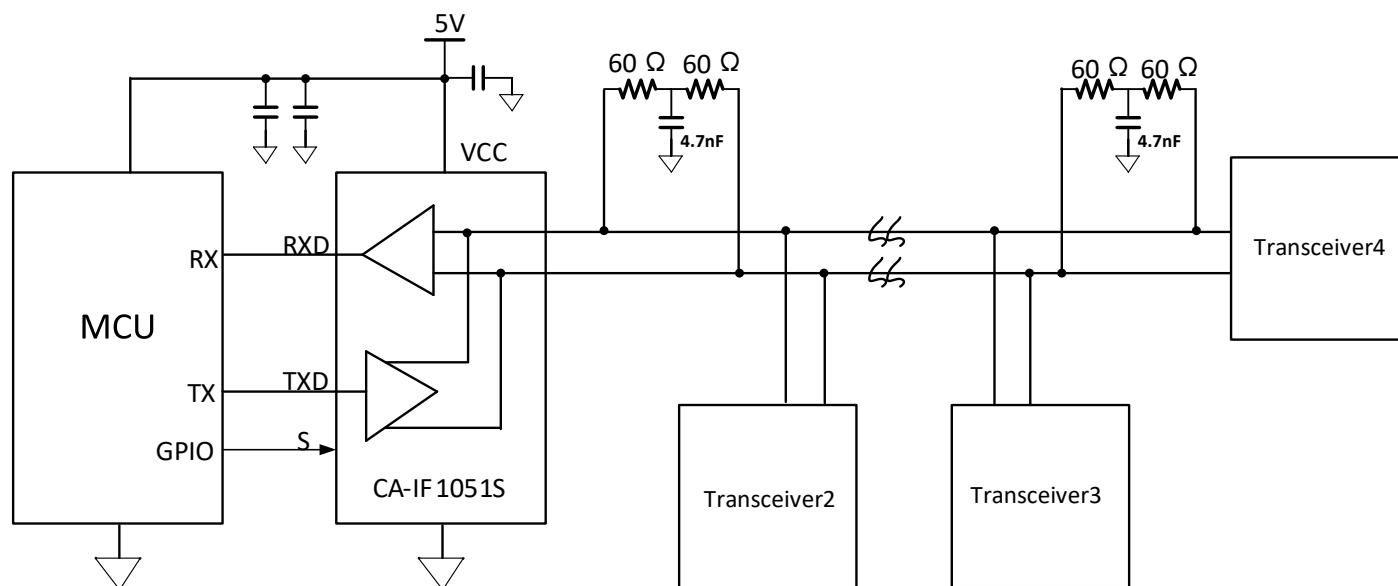 5V
60 Ω 60 Ω
60 Ω 60 Ω
4.7nF
4.7nF
VCC
RX
RXD
MCU
TX
TXD
GPIO
S
CA-IF1051S
Transceiver2
Transceiver3
Transceiver4